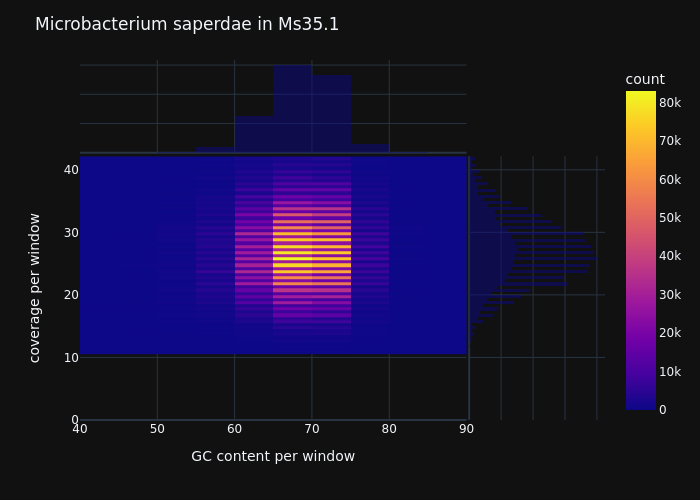 Microbacterium saperdae in Ms35.1
count
80k
70k
60k
50k
40k
30k
20k
10k
0
coverage per window
40
30
20
10
0
40 50 60 70 80 90
GC content per window